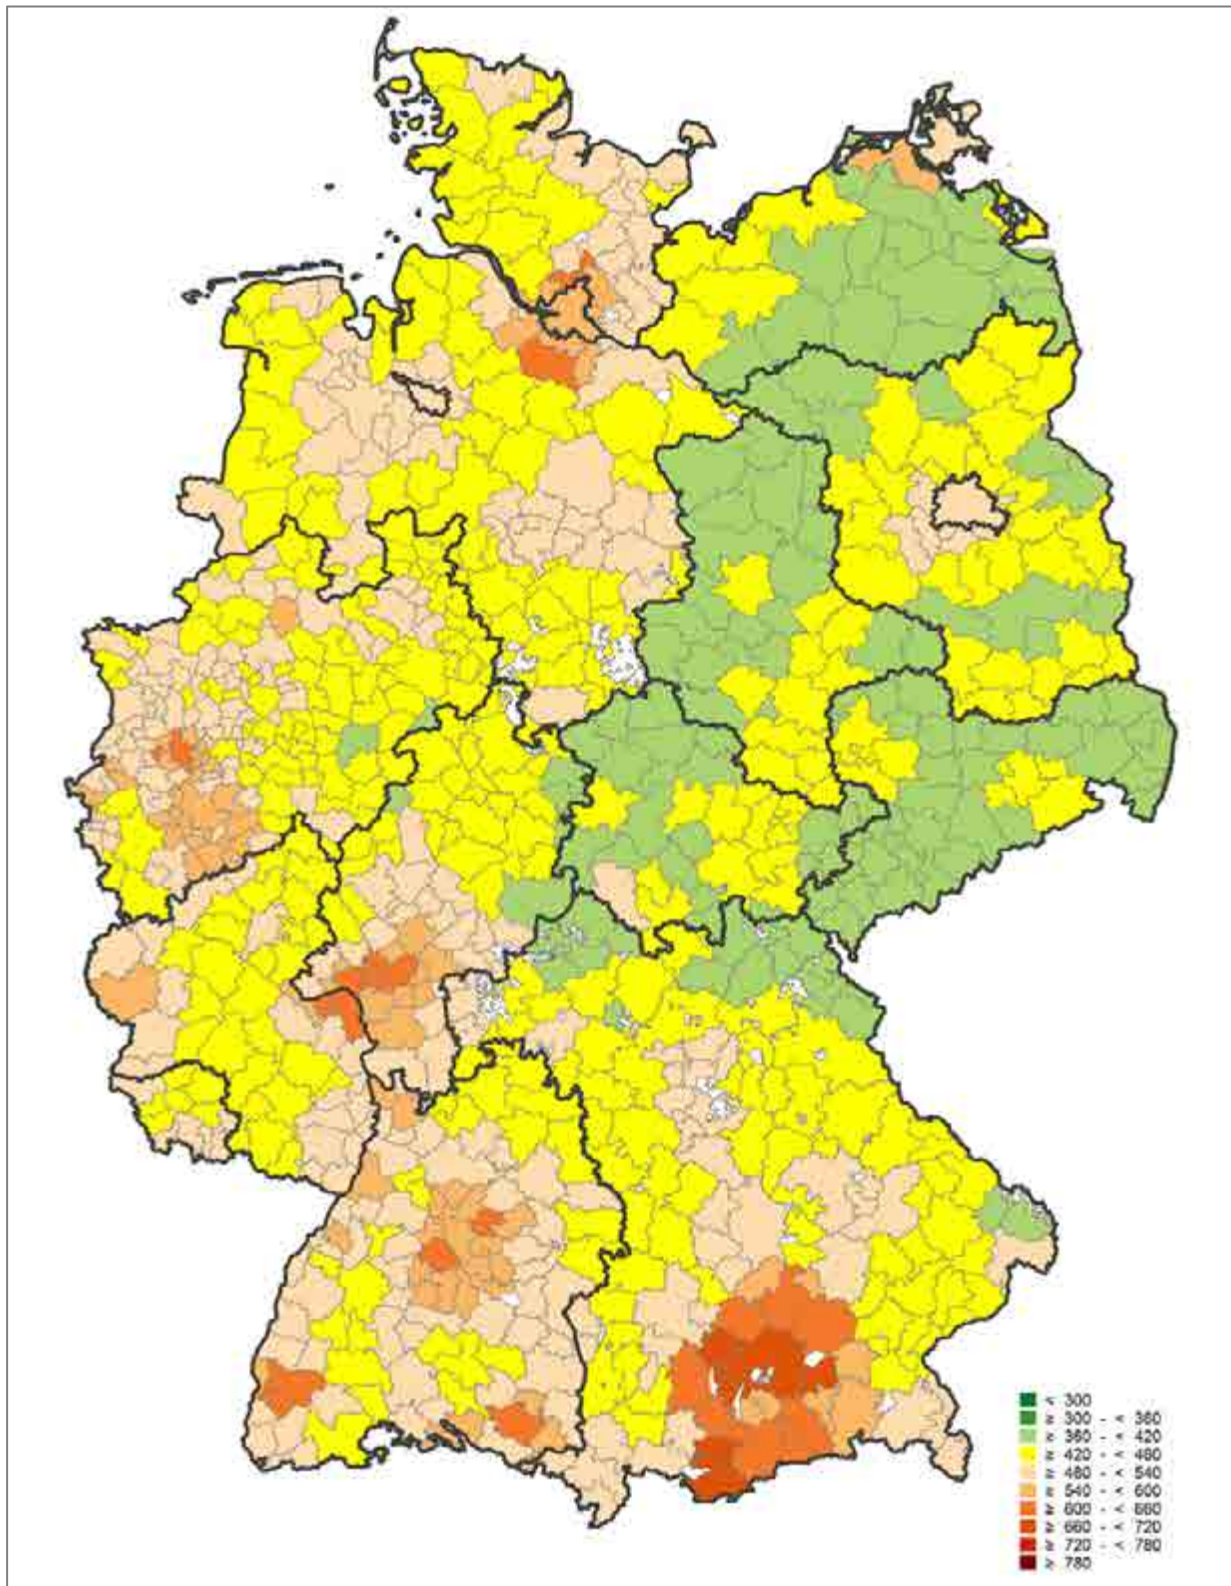 < 300
≥ 300 - < 360
≥ 360 - < 420
≥ 420 - < 480
≥ 480 - < 540
≥ 540 - < 600
≥ 600 - < 660
≥ 660 - < 720
≥ 720 - < 780
≥ 780